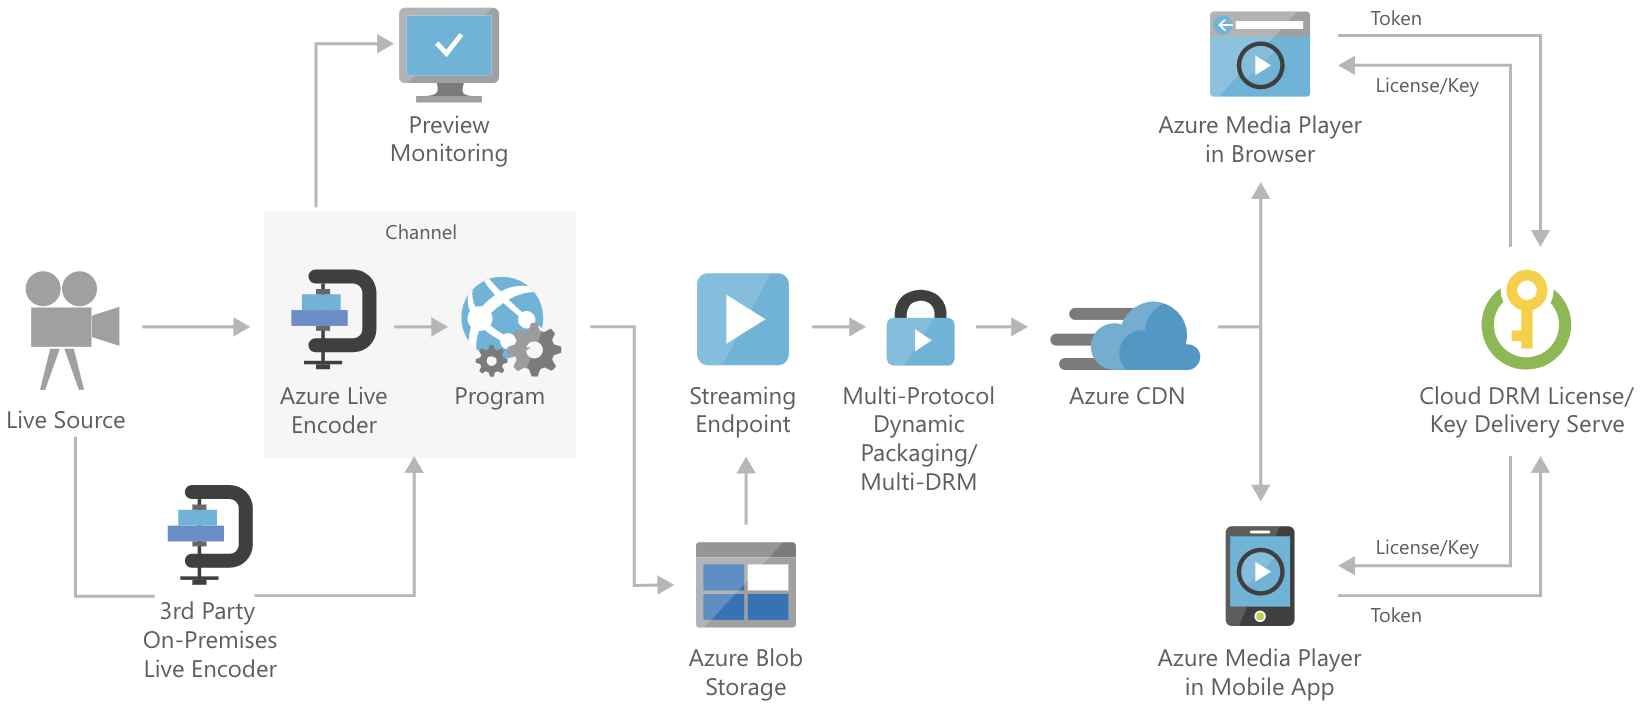 Token
License/Key
Preview
Monitoring
Azure Media Player
in Browser
Channel
Live Source
Azure Live
Encoder
Program
Streaming
Endpoint
Multi-Protocol
Dynamic
Packaging/
Multi-DRM
Azure CDN
Cloud DRM License/
Key Delivery Serve
3rd Party
On-Premises
Live Encoder
Azure Blob
Storage
License/Key
Token
Azure Media Player
in Mobile App